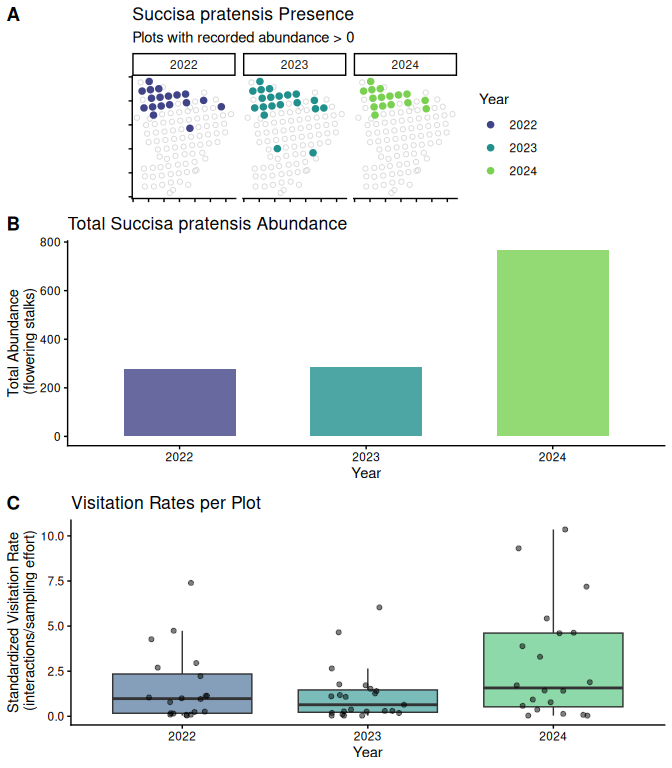 A
Succisa pratensis Presence
Plots with recorded abundance > 0
2022
2023
2024
Year
2022
2023
2024
B
Total Succisa pratensis Abundance
Total Abundance
(flowering stalks)
800
600
400
200
0
2022
2023
2024
Year
C
Visitation Rates per Plot
Standardized Visitation Rate
(interactions/sampling effort)
10.0
7.5
5.0
2.5
0.0
2022
2023
2024
Year